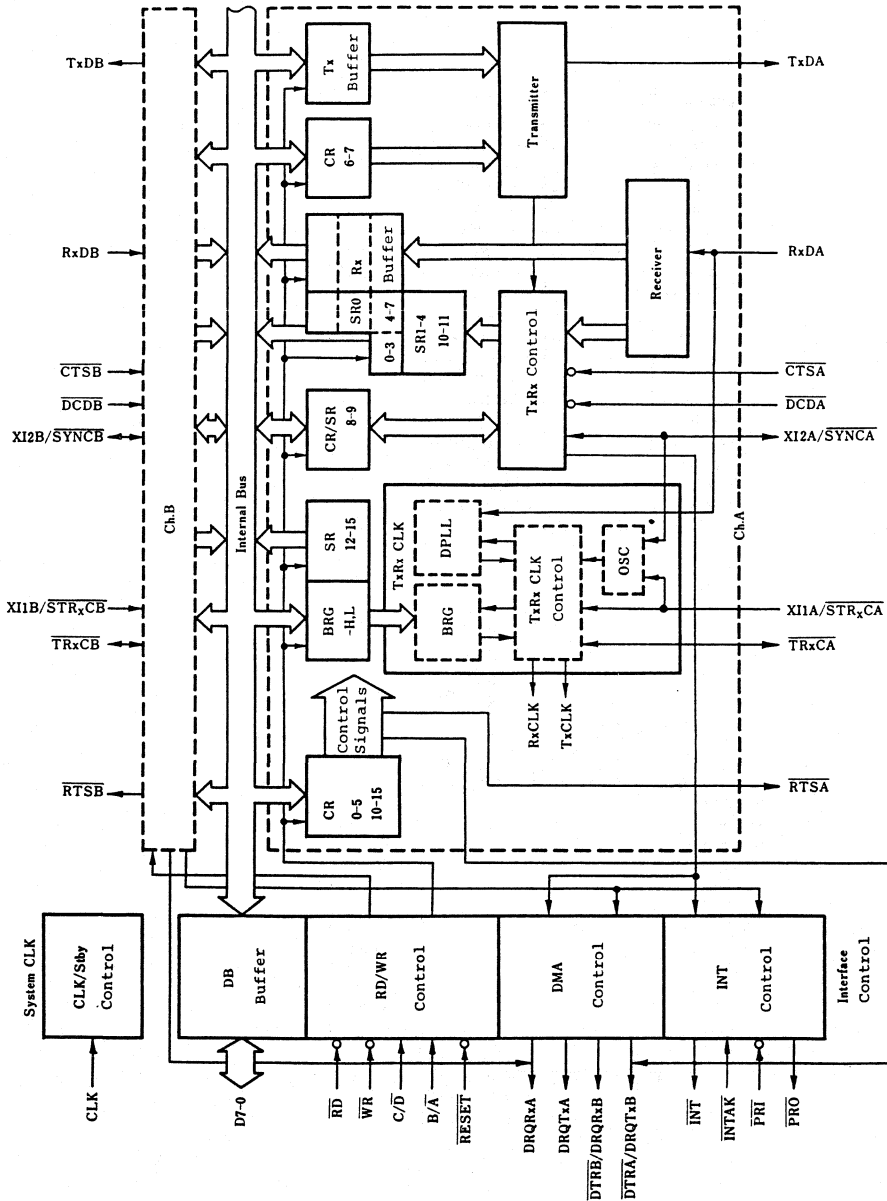 TxDB
RxDB
CTSB
DCDB
XI2B/SYNCB
XI1B/STRxCB
TRxCB
RTSB
Ch.B
Internal Bus
Tx
Buffer
CR
6-7
Rx
Buffer
SR0
4-7
0-3
SR1-4
10-11
CR/SR
8-9
SR
12-15
BRG
-H,L
Control
Signals
CR
0-5
10-15
Transmitter
Receiver
TxRx Control
TxRx CLK
DPLL
BRG
TxRx CLK
Control
OSC
RxCLK
TxCLK
Ch.A
TxDA
RxDA
CTSA
DCDA
XI2A/SYNCA
XI1A/STRxCA
TRxCA
RTSA
System CLK
CLK/Stby
Control
DB
Buffer
RD/WR
Control
DMA
Control
INT
Control
Interface
Control
CLK
D7-0
RD
WR
C/D
B/A
RESET
DRQRxA
DRQTxA
DTRB/DRQRxB
DTRA/DRQTxB
INT
INTAK
PRI
PRO